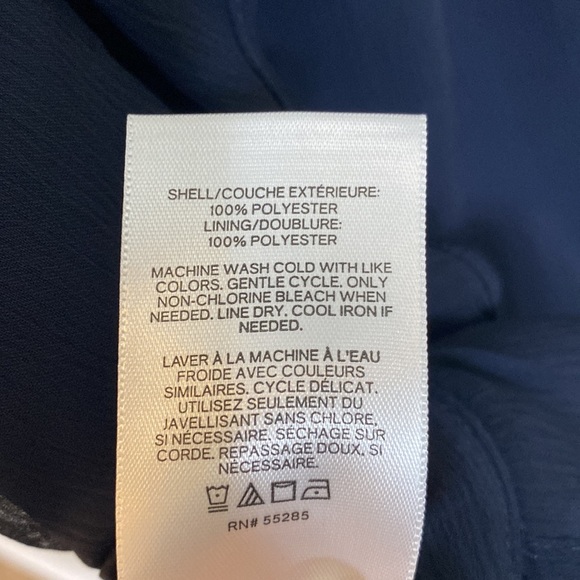 SHELL/COUCHE EXTÉRIEURE:
100% POLYESTER
LINING/DOUBLURE:
100% POLYESTER
MACHINE WASH COLD WITH LIKE
COLORS. GENTLE CYCLE. ONLY
NON-CHLORINE BLEACH WHEN
NEEDED. LINE DRY. COOL IRON IF
NEEDED.
LAVER À LA MACHINE À L'EAU
FROIDE AVEC COULEURS
SIMILAIRES. CYCLE DÉLICAT.
UTILISEZ SEULEMENT DU
JAVELLISANT SANS CHLORE,
SI NÉCESSAIRE. SÉCHAGE SUR
CORDE. REPASSAGE DOUX, SI
NÉCESSAIRE.
RN# 55285